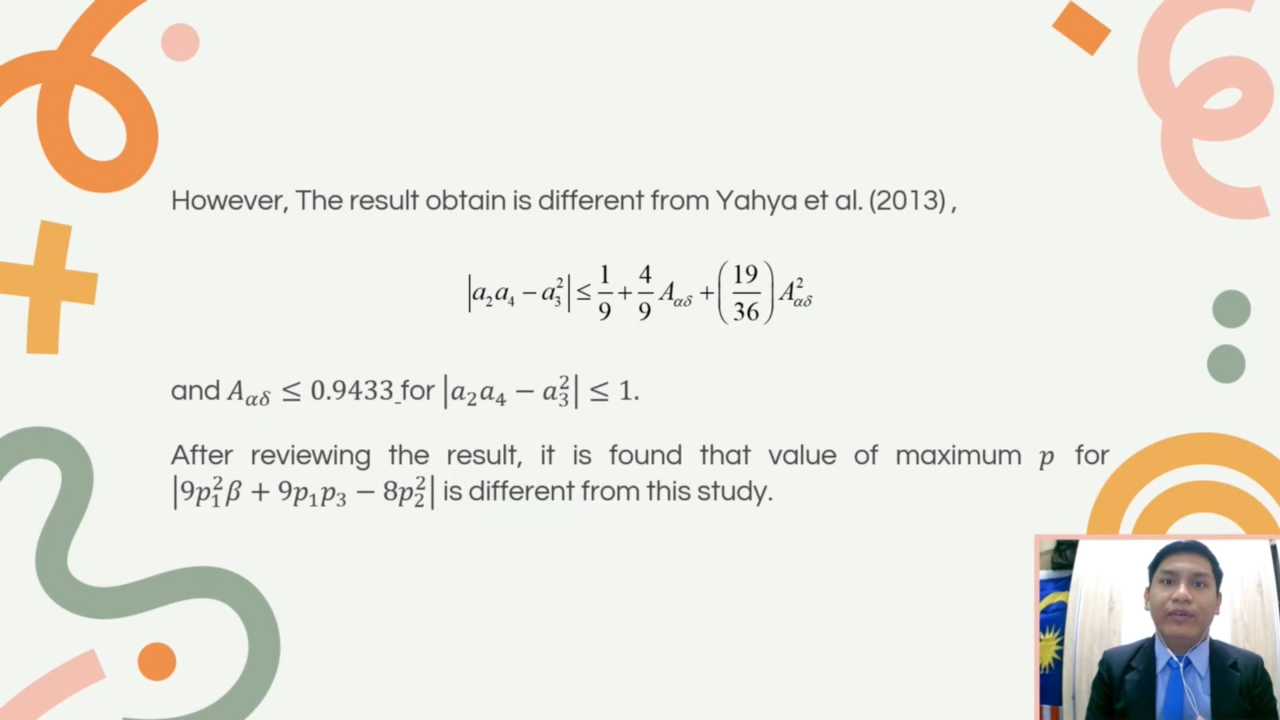 However, The result obtain is different from Yahya et al. (2013) ,
|a₂a₄ − a₃²| ≤ 1/9 + 4/9 A_αδ + (19/36) A²_αδ
and A_αδ ≤ 0.9433 for |a₂a₄ − a₃²| ≤ 1.
After reviewing the result, it is found that value of maximum p for
|9p₁²β + 9p₁p₃ − 8p₂²| is different from this study.